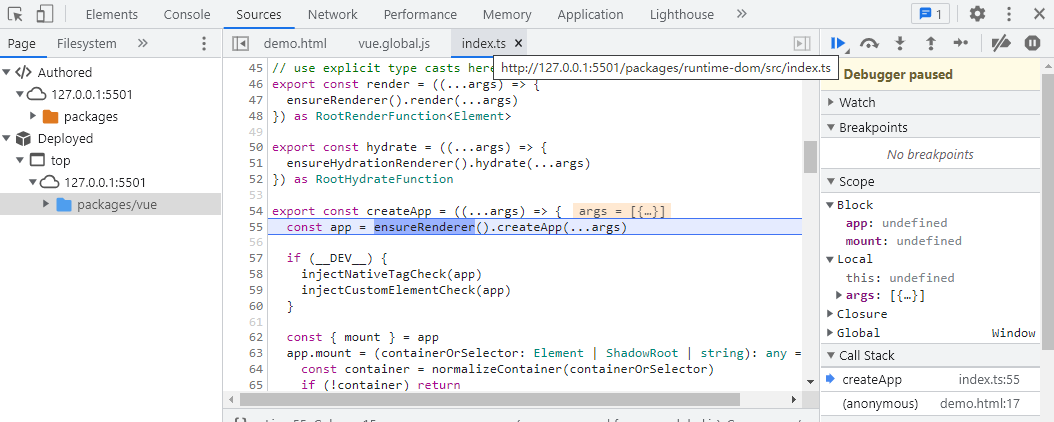 Elements Console Sources Network Performance Memory Application Lighthouse » 1
Page Filesystem »
Authored
127.0.0.1:5501
packages
Deployed
top
127.0.0.1:5501
packages/vue
demo.html vue.global.js index.ts ×
http://127.0.0.1:5501/packages/runtime-dom/src/index.ts
45 // use explicit type casts here
46 export const render = ((...args) => {
47 ensureRenderer().render(...args)
48 }) as RootRenderFunction<Element>
49
50 export const hydrate = ((...args) => {
51 ensureHydrationRenderer().hydrate(...args)
52 }) as RootHydrateFunction
53
54 export const createApp = ((...args) => { args = [{…}]
55 const app = ensureRenderer().createApp(...args)
56
57 if (__DEV__) {
58 injectNativeTagCheck(app)
59 injectCustomElementCheck(app)
60 }
61
62 const { mount } = app
63 app.mount = (containerOrSelector: Element | ShadowRoot | string): any =
64 const container = normalizeContainer(containerOrSelector)
65 if (!container) return
Debugger paused
Watch
Breakpoints
No breakpoints
Scope
Block
app: undefined
mount: undefined
Local
this: undefined
args: [{…}]
Closure
Global Window
Call Stack
createApp index.ts:55
(anonymous) demo.html:17